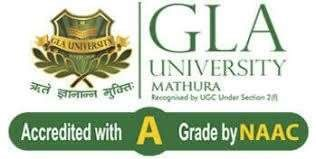 GLA UNIVERSITY
ऋते ज्ञानान्न मुक्तिः
GLA
UNIVERSITY
MATHURA
Recognised by UGC Under Section 2(f)
Accredited with A Grade by NAAC